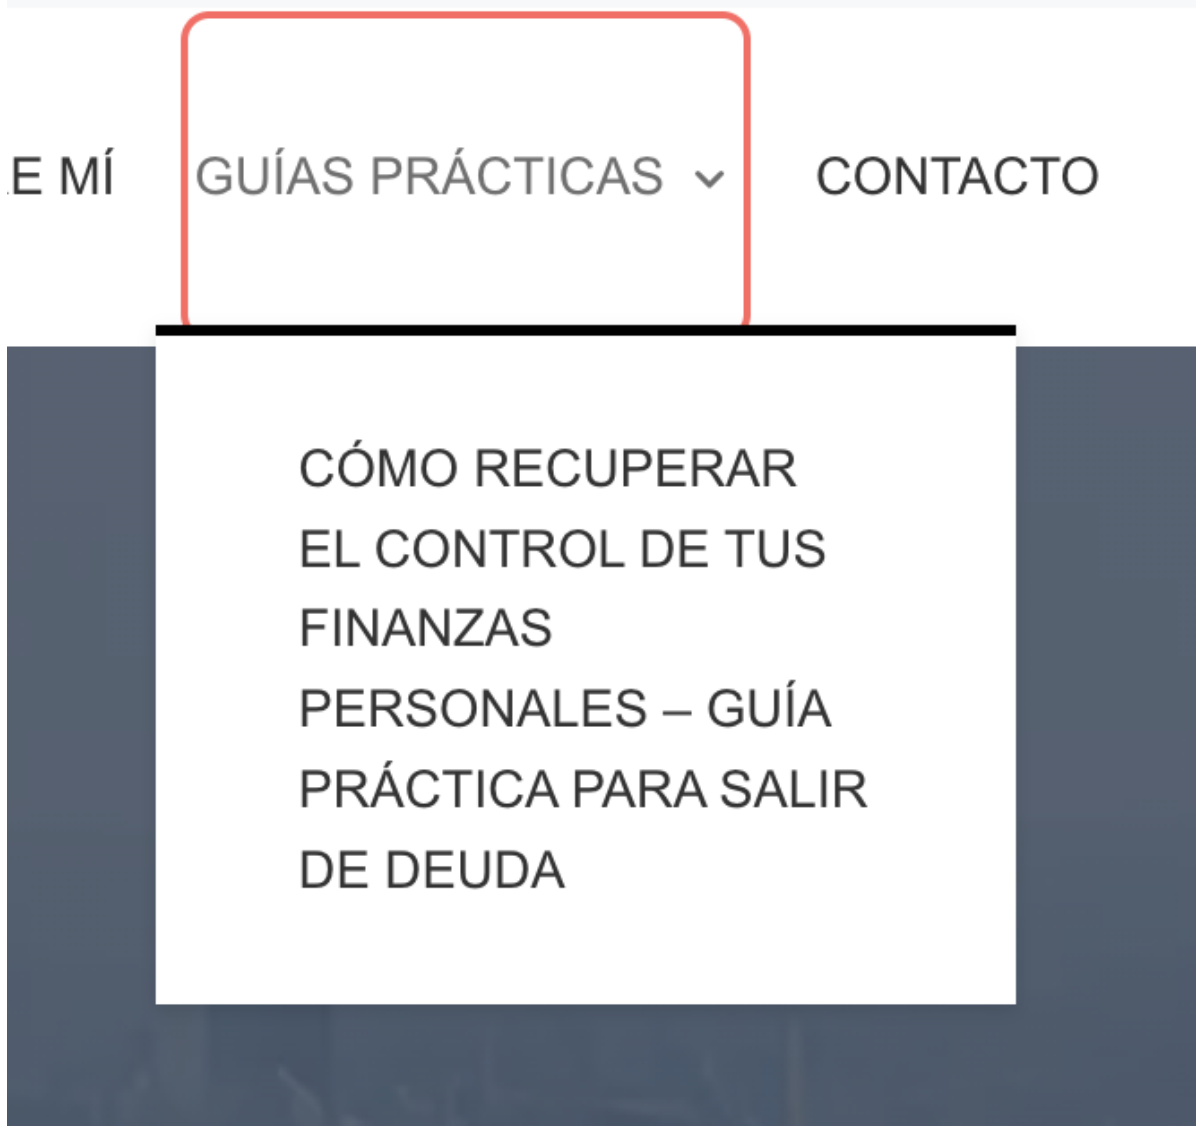 E MÍ GUÍAS PRÁCTICAS CONTACTO
CÓMO RECUPERAR
EL CONTROL DE TUS
FINANZAS
PERSONALES – GUÍA
PRÁCTICA PARA SALIR
DE DEUDA